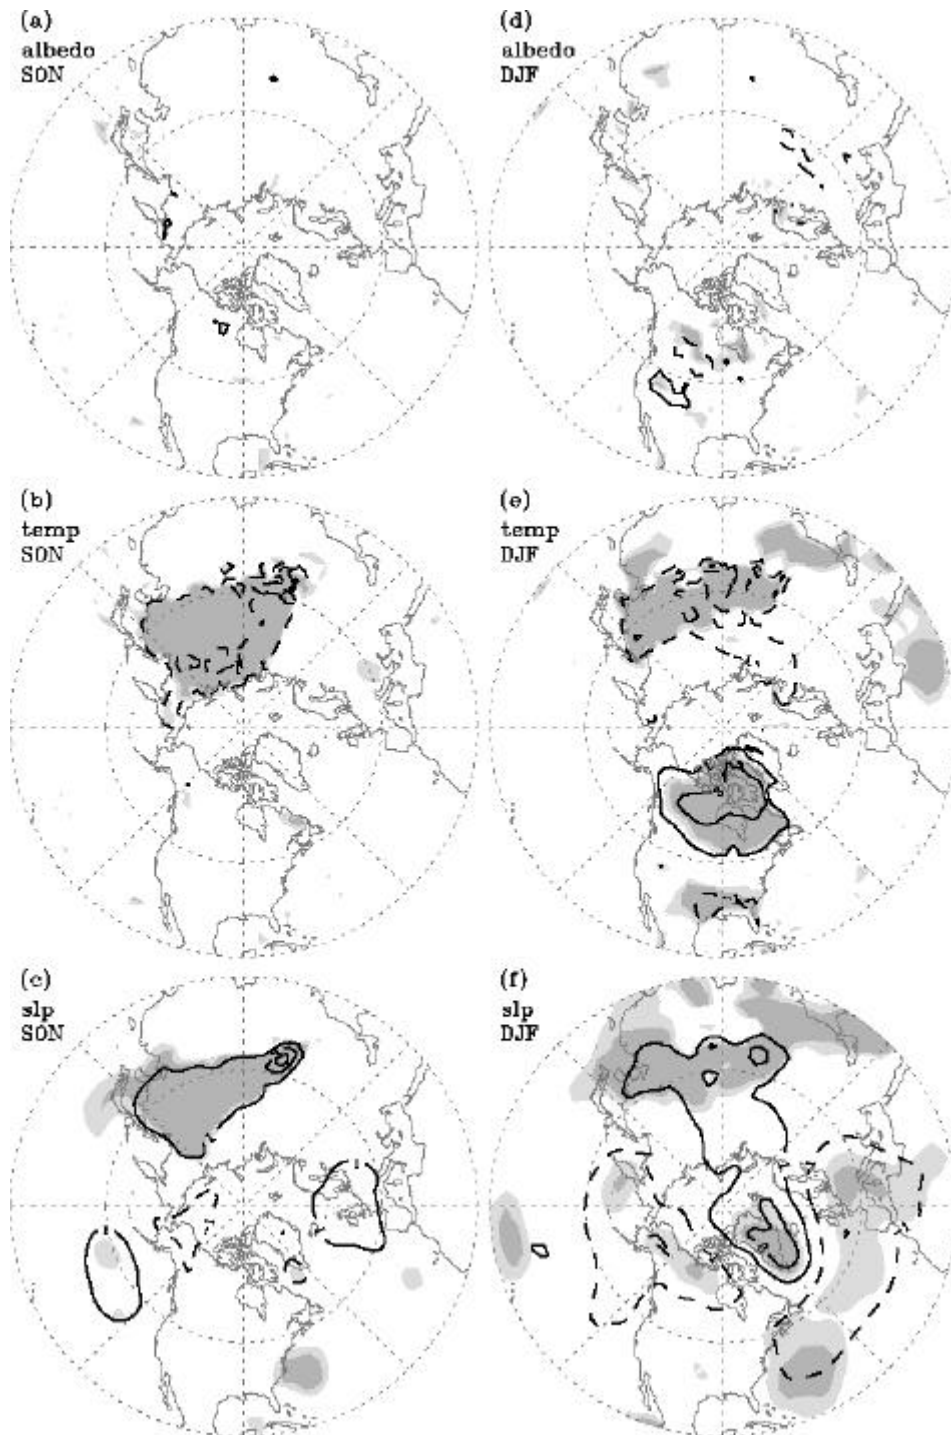 (a)
albedo
SON
(d)
albedo
DJF
(b)
temp
SON
(e)
temp
DJF
(c)
slp
SON
(f)
slp
DJF